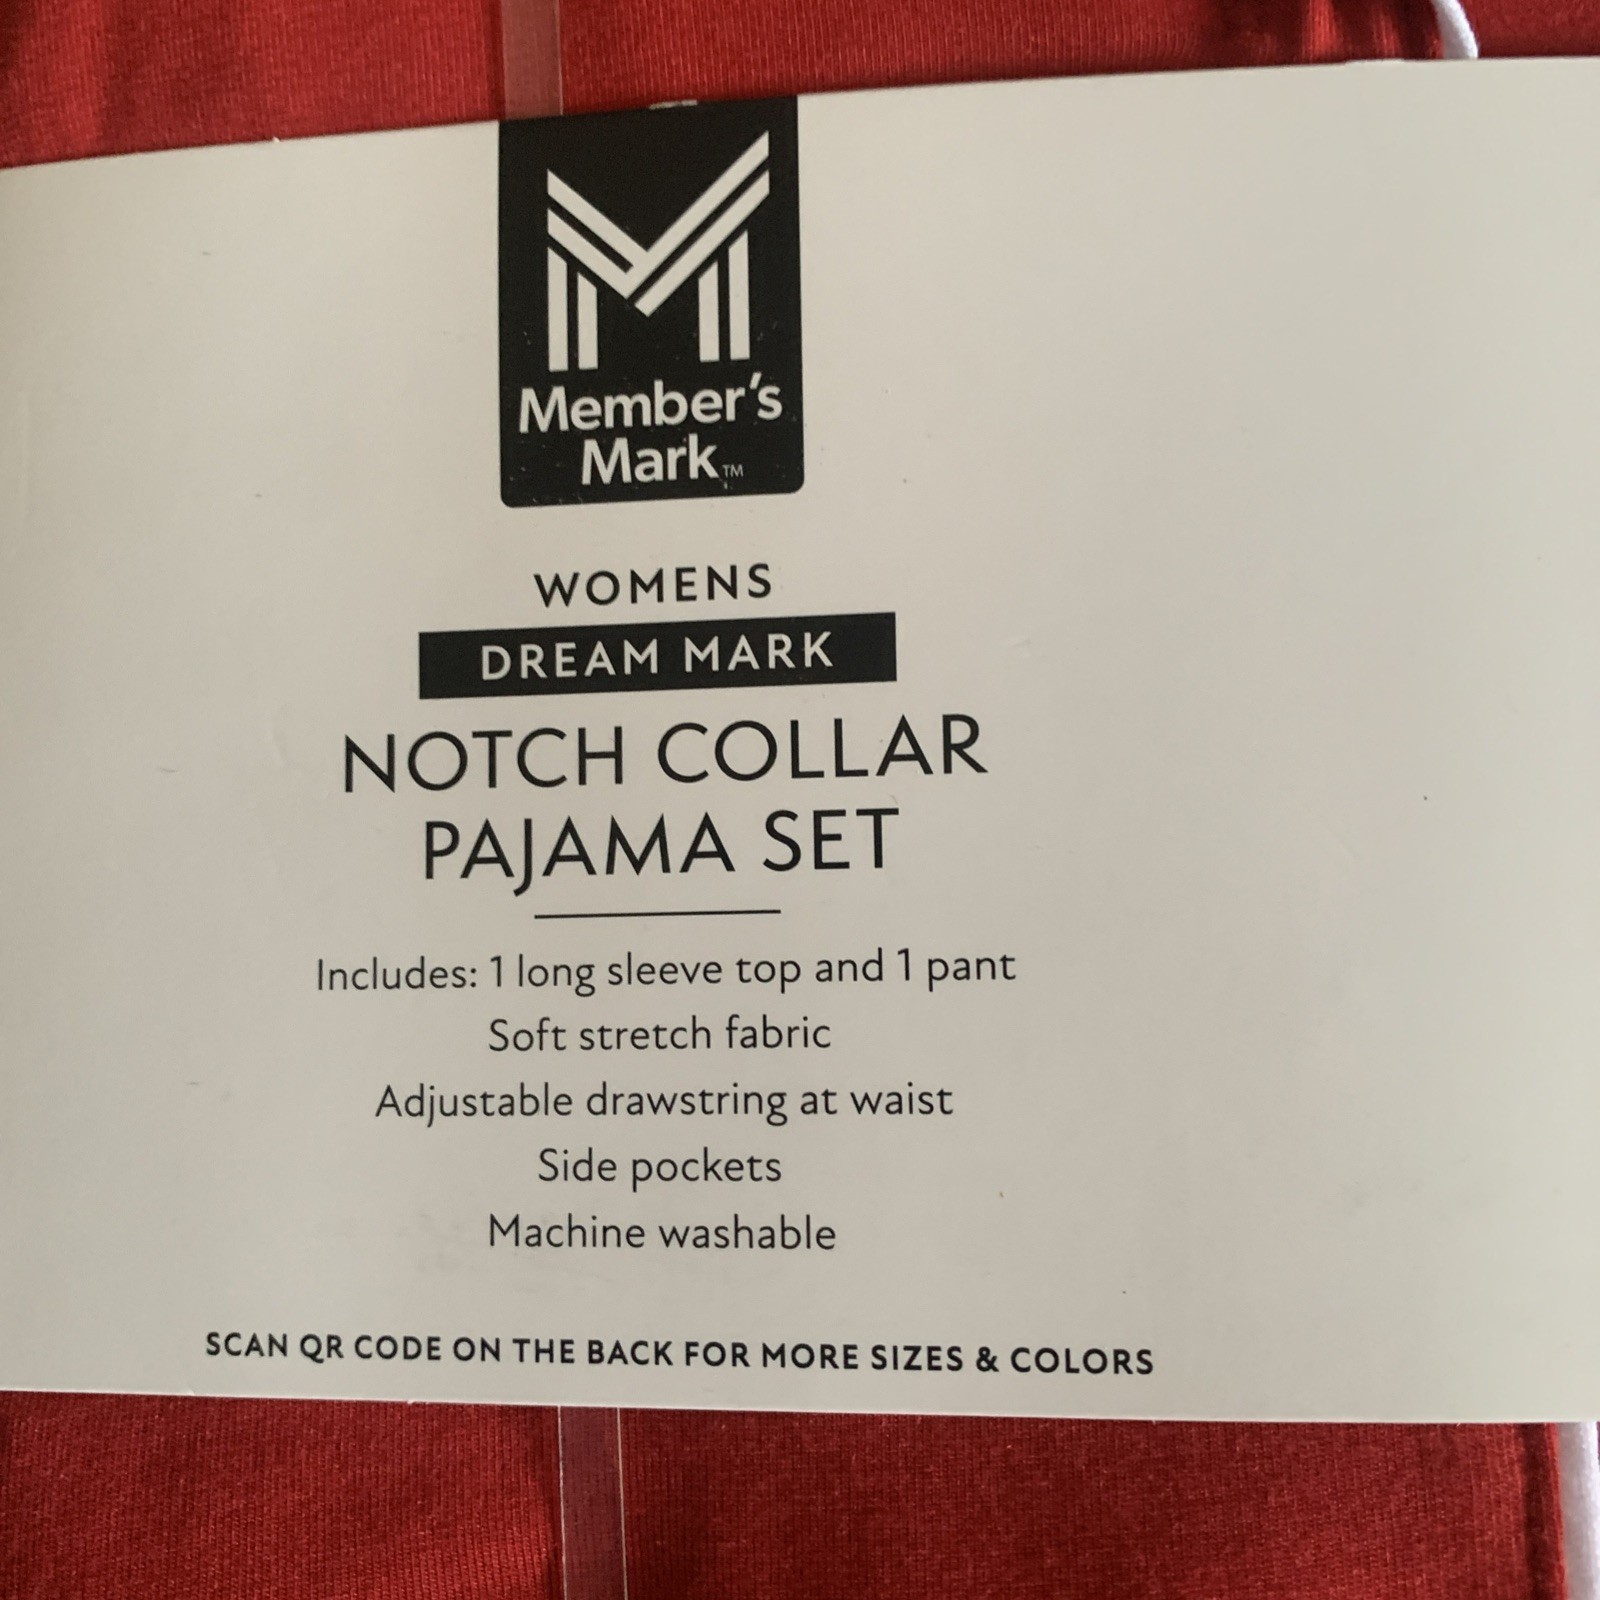 Member's
Mark™
WOMENS
DREAM MARK
NOTCH COLLAR
PAJAMA SET
Includes: 1 long sleeve top and 1 pant
Soft stretch fabric
Adjustable drawstring at waist
Side pockets
Machine washable
SCAN QR CODE ON THE BACK FOR MORE SIZES & COLORS